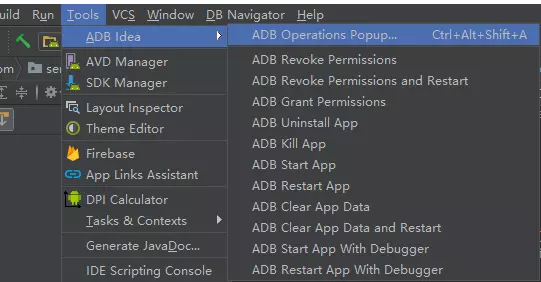 uild Run Tools VCS Window DB Navigator Help
ADB Idea
AVD Manager
SDK Manager
Layout Inspector
Theme Editor
Firebase
App Links Assistant
DPI Calculator
Tasks & Contexts
Generate JavaDoc...
IDE Scripting Console
ADB Operations Popup... Ctrl+Alt+Shift+A
ADB Revoke Permissions
ADB Revoke Permissions and Restart
ADB Grant Permissions
ADB Uninstall App
ADB Kill App
ADB Start App
ADB Restart App
ADB Clear App Data
ADB Clear App Data and Restart
ADB Start App With Debugger
ADB Restart App With Debugger
om
ser